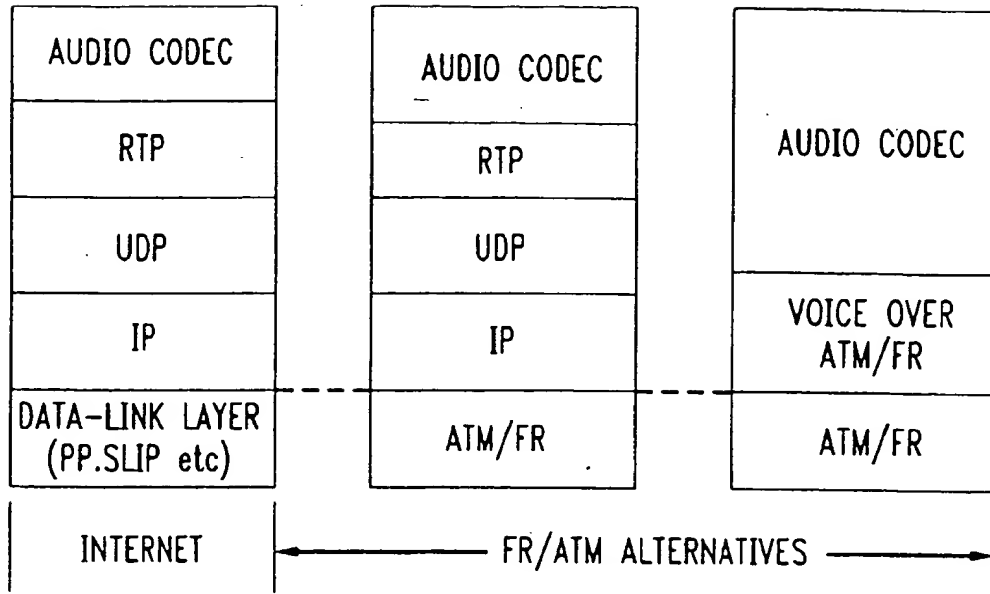 AUDIO CODEC
RTP
UDP
IP
DATA-LINK LAYER
(PP.SLIP etc)
INTERNET
AUDIO CODEC
RTP
UDP
IP
ATM/FR
AUDIO CODEC
VOICE OVER
ATM/FR
ATM/FR
FR/ATM ALTERNATIVES